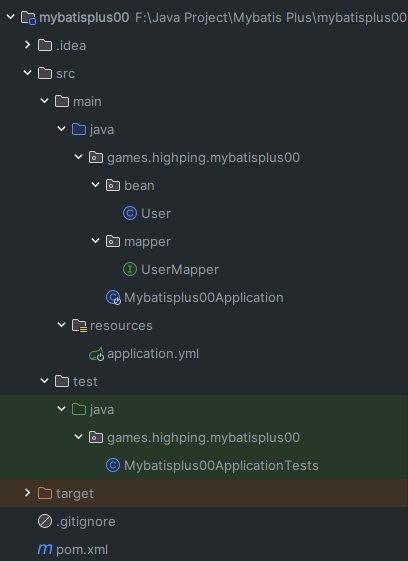 mybatisplus00 F:\Java Project\Mybatis Plus\mybatisplus00
.idea
src
main
java
games.highping.mybatisplus00
bean
C User
mapper
I UserMapper
C Mybatisplus00Application
resources
application.yml
test
java
games.highping.mybatisplus00
C Mybatisplus00ApplicationTests
target
.gitignore
m pom.xml